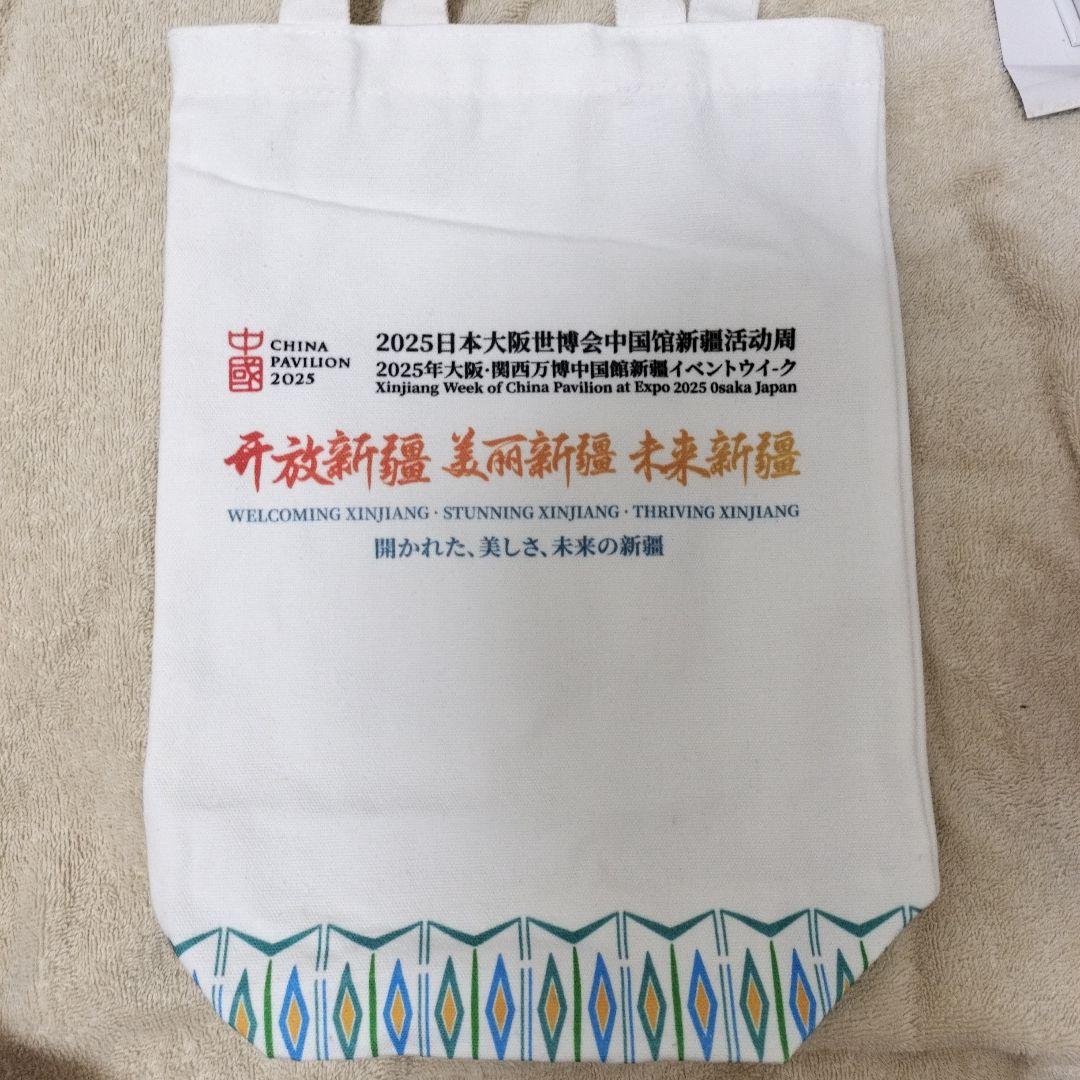 中國
CHINA
PAVILION
2025
2025日本大阪世博会中国馆新疆活动周
2025年大阪·関西万博中国館新疆イベントウイ-ク
Xinjiang Week of China Pavilion at Expo 2025 0saka Japan
开放新疆 美丽新疆 未来新疆
WELCOMING XINJIANG · STUNNING XINJIANG · THRIVING XINJIANG
開かれた、美しさ、未来の新疆